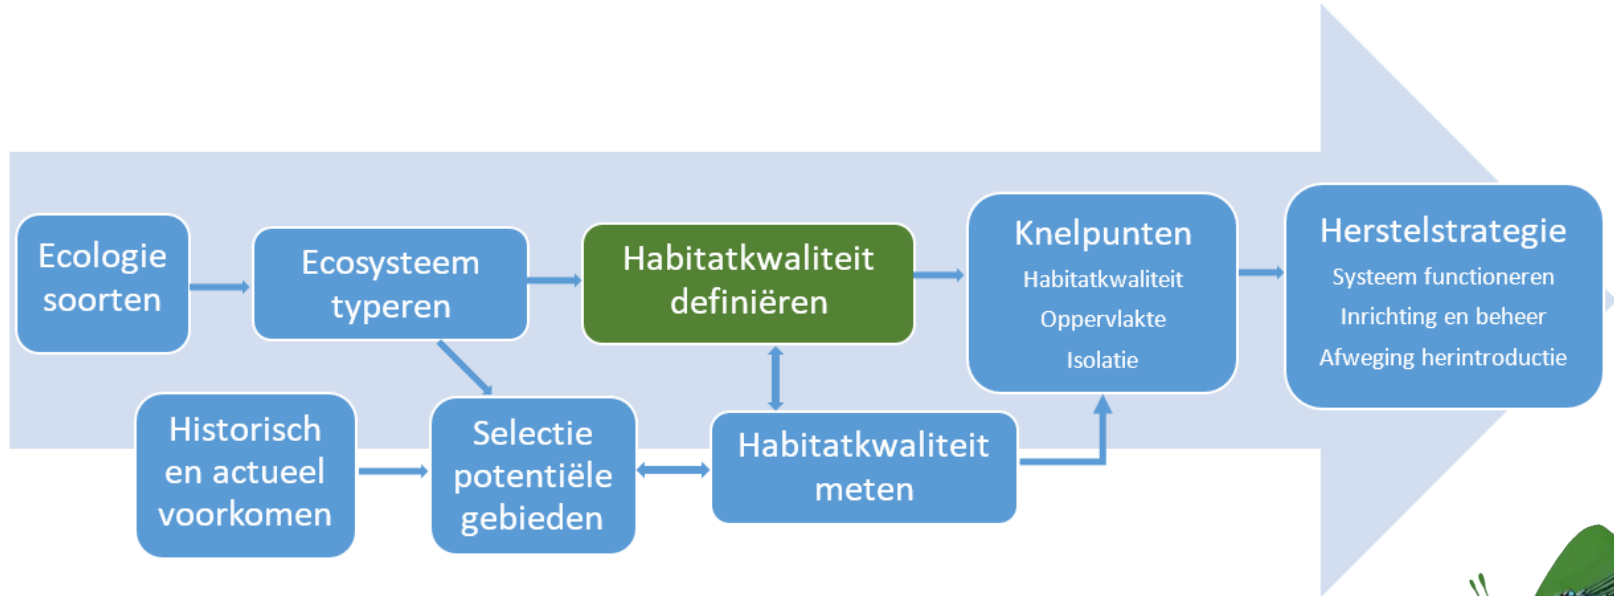 Ecologie
soorten
Ecosysteem
typeren
Habitatkwaliteit
definiëren
Knelpunten
Habitatkwaliteit
Oppervlakte
Isolatie
Herstelstrategie
Systeem functioneren
Inrichting en beheer
Afweging herintroductie
Historisch
en actueel
voorkomen
Selectie
potentiële
gebieden
Habitatkwaliteit
meten